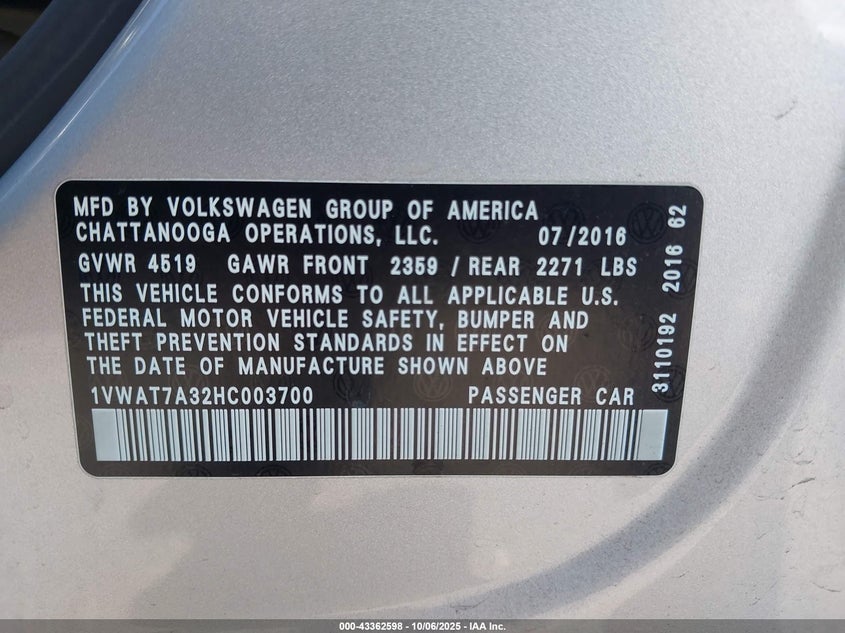 MFD BY VOLKSWAGEN GROUP OF AMERICA
CHATTANOOGA OPERATIONS, LLC. 07/2016
GVWR 4519 GAWR FRONT 2359 / REAR 2271 LBS
THIS VEHICLE CONFORMS TO ALL APPLICABLE U.S.
FEDERAL MOTOR VEHICLE SAFETY, BUMPER AND
THEFT PREVENTION STANDARDS IN EFFECT ON
THE DATE OF MANUFACTURE SHOWN ABOVE
1VWAT7A32HC003700 PASSENGER CAR
3110192 2016 62
000-43362598 - 10/06/2025 - IAA Inc.